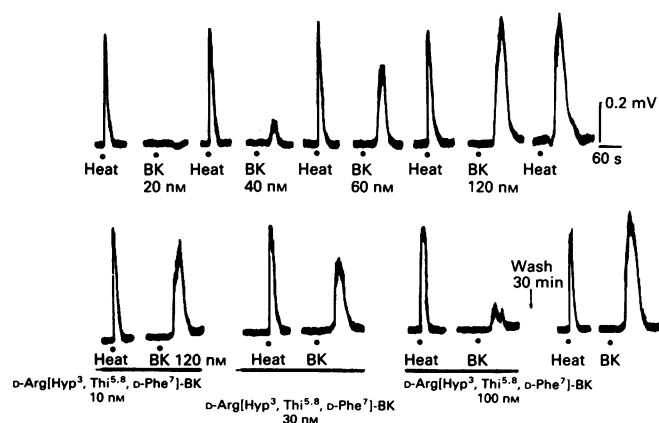 0.2 mV
60 s
Heat BK Heat BK Heat BK Heat BK Heat
20 nM 40 nM 60 nM 120 nM
Wash
30 min
Heat BK 120 nM Heat BK Heat BK Heat BK
D-Arg[Hyp³, Thi⁵·⁸, D-Phe⁷]-BK
10 nM
D-Arg[Hyp³, Thi⁵·⁸, D-Phe⁷]-BK
30 nM
D-Arg[Hyp³, Thi⁵·⁸, D-Phe⁷]-BK
100 nM